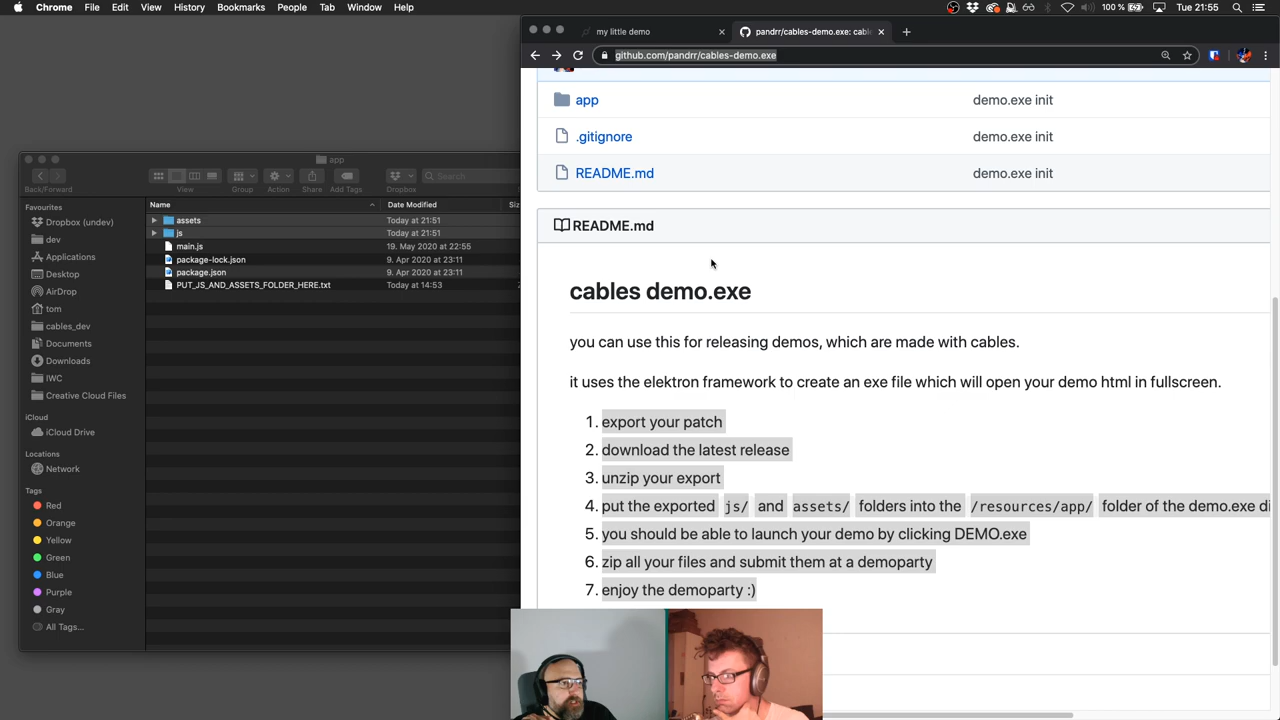 Chrome File Edit View History Bookmarks People Tab Window Help 100 % Tue 21:55
my little demo
pandrr/cables-demo.exe: cabl
github.com/pandrr/cables-demo.exe
app demo.exe init
.gitignore demo.exe init
README.md demo.exe init
README.md
cables demo.exe
you can use this for releasing demos, which are made with cables.
it uses the elektron framework to create an exe file which will open your demo html in fullscreen.
1. export your patch
2. download the latest release
3. unzip your export
4. put the exported js/ and assets/ folders into the /resources/app/ folder of the demo.exe di
5. you should be able to launch your demo by clicking DEMO.exe
6. zip all your files and submit them at a demoparty
7. enjoy the demoparty :)
app
Back/Forward View Group Action Share Add Tags Dropbox Search
Name Date Modified Siz
assets Today at 21:51
js Today at 21:51
main.js 19. May 2020 at 22:55
package-lock.json 9. Apr 2020 at 23:11
package.json 9. Apr 2020 at 23:11
PUT_JS_AND_ASSETS_FOLDER_HERE.txt Today at 14:53
Favourites
Dropbox (undev)
dev
Applications
Desktop
AirDrop
tom
cables_dev
Documents
Downloads
IWC
Creative Cloud Files
iCloud
iCloud Drive
Locations
Network
Tags
Red
Orange
Yellow
Green
Blue
Purple
Gray
All Tags...